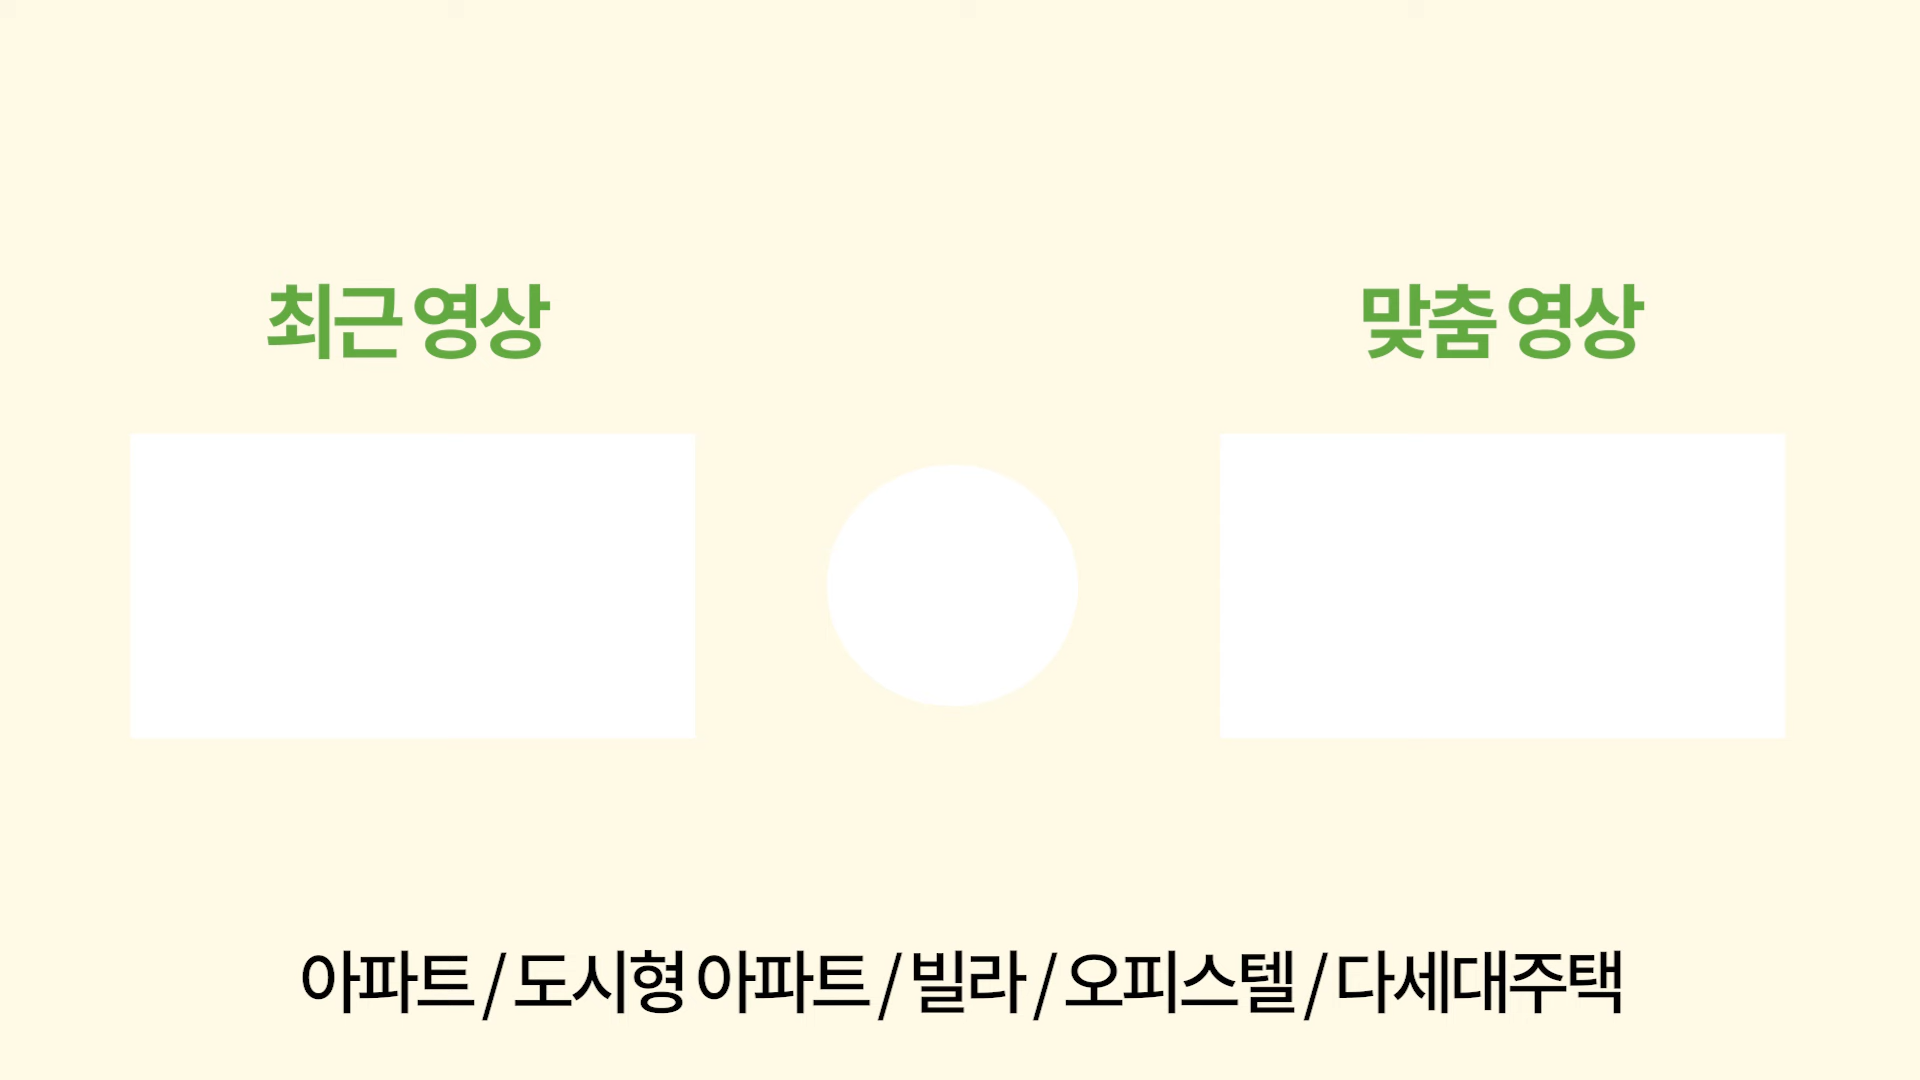 최근 영상
맞춤 영상
아파트 / 도시형 아파트 / 빌라 / 오피스텔 / 다세대주택